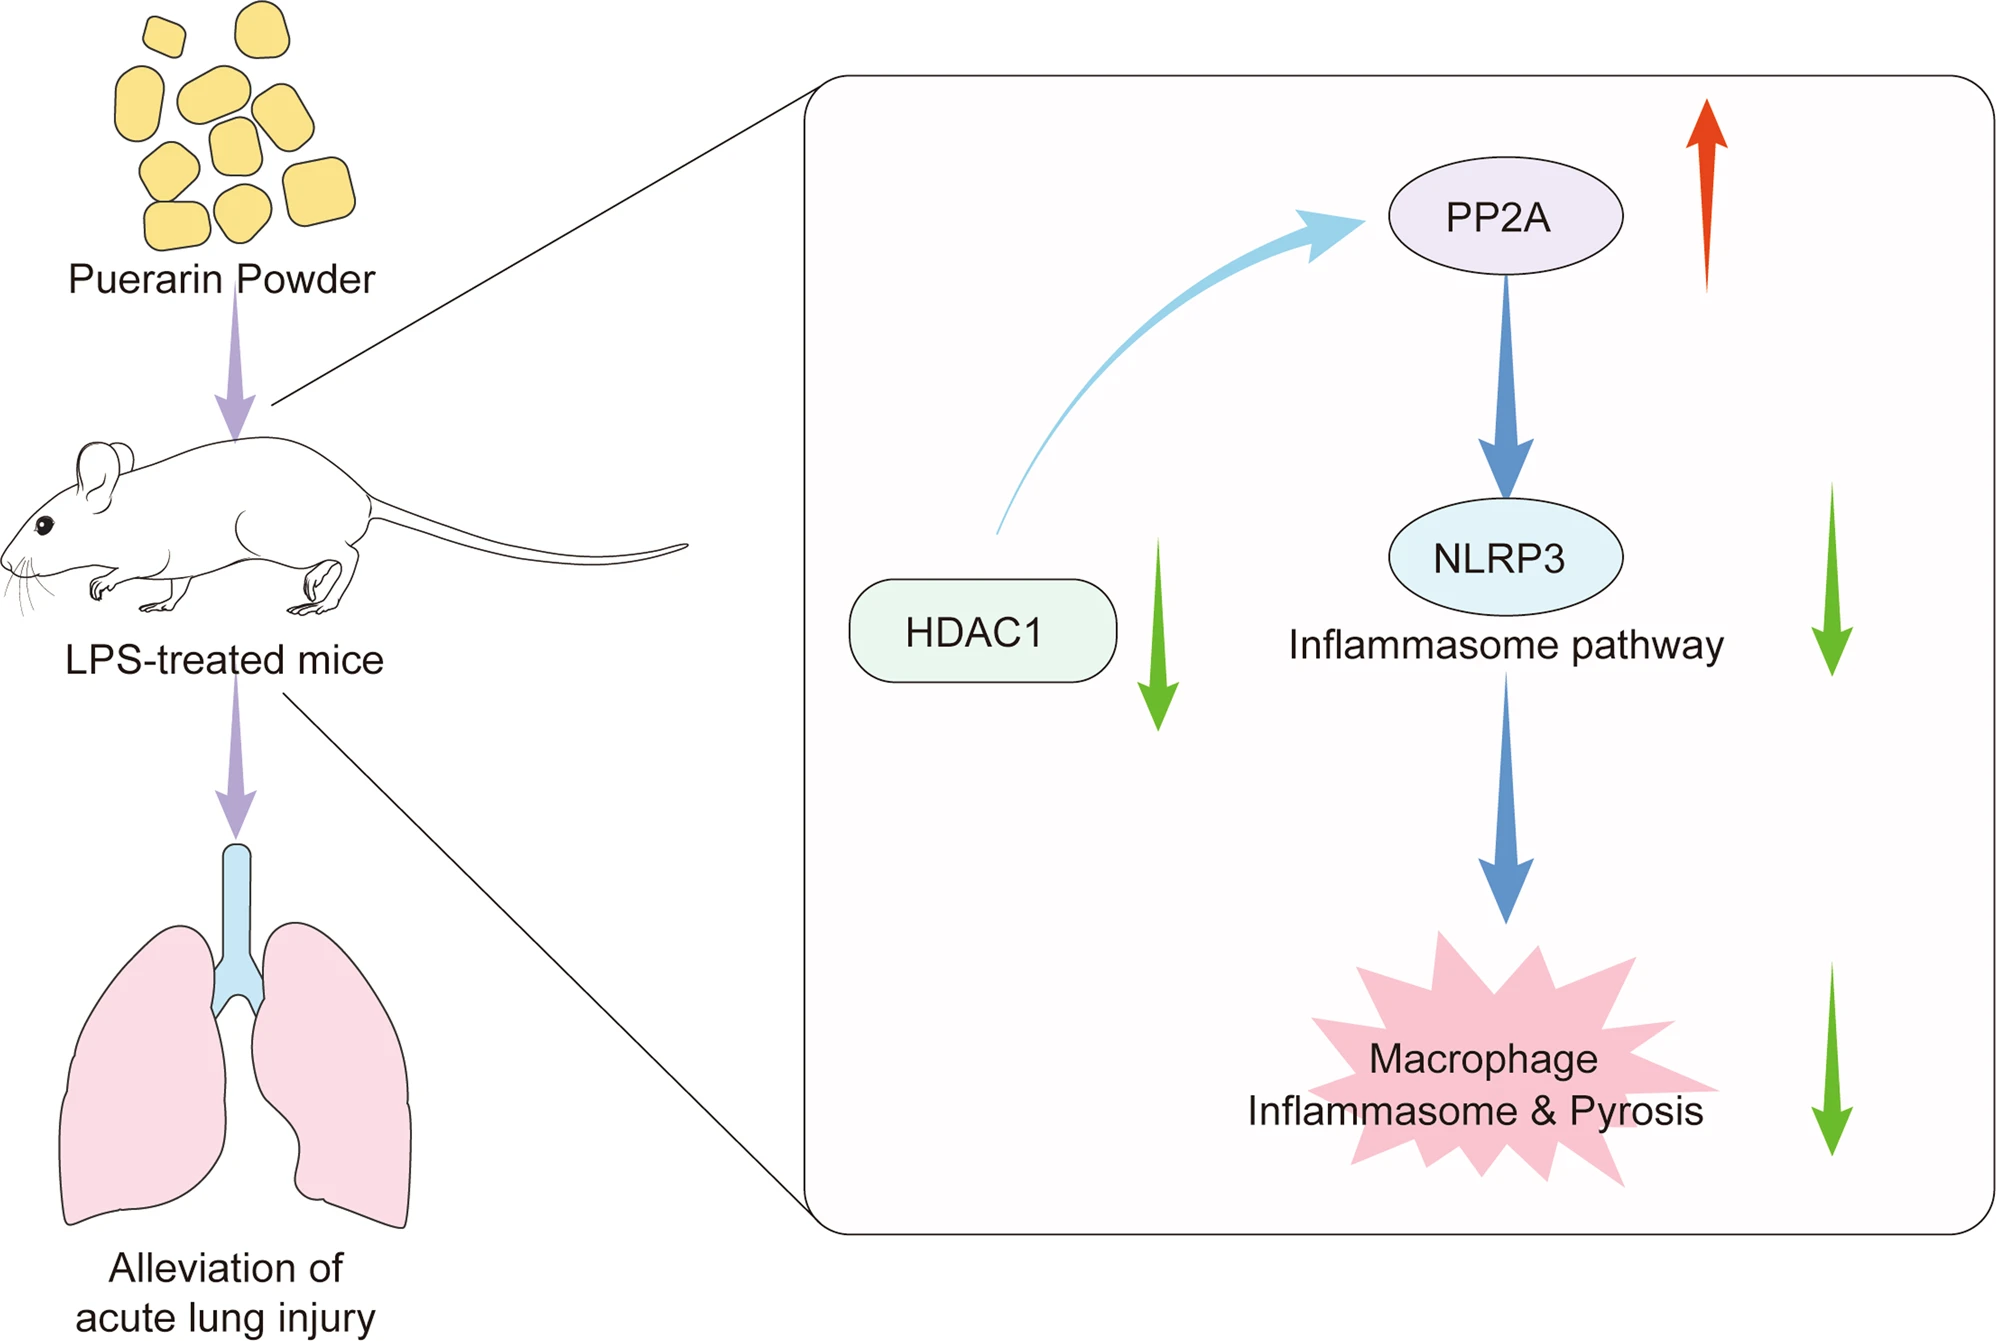 Puerarin Powder
LPS-treated mice
Alleviation of
acute lung injury
PP2A
NLRP3
Inflammasome pathway
HDAC1
Macrophage
Inflammasome & Pyrosis